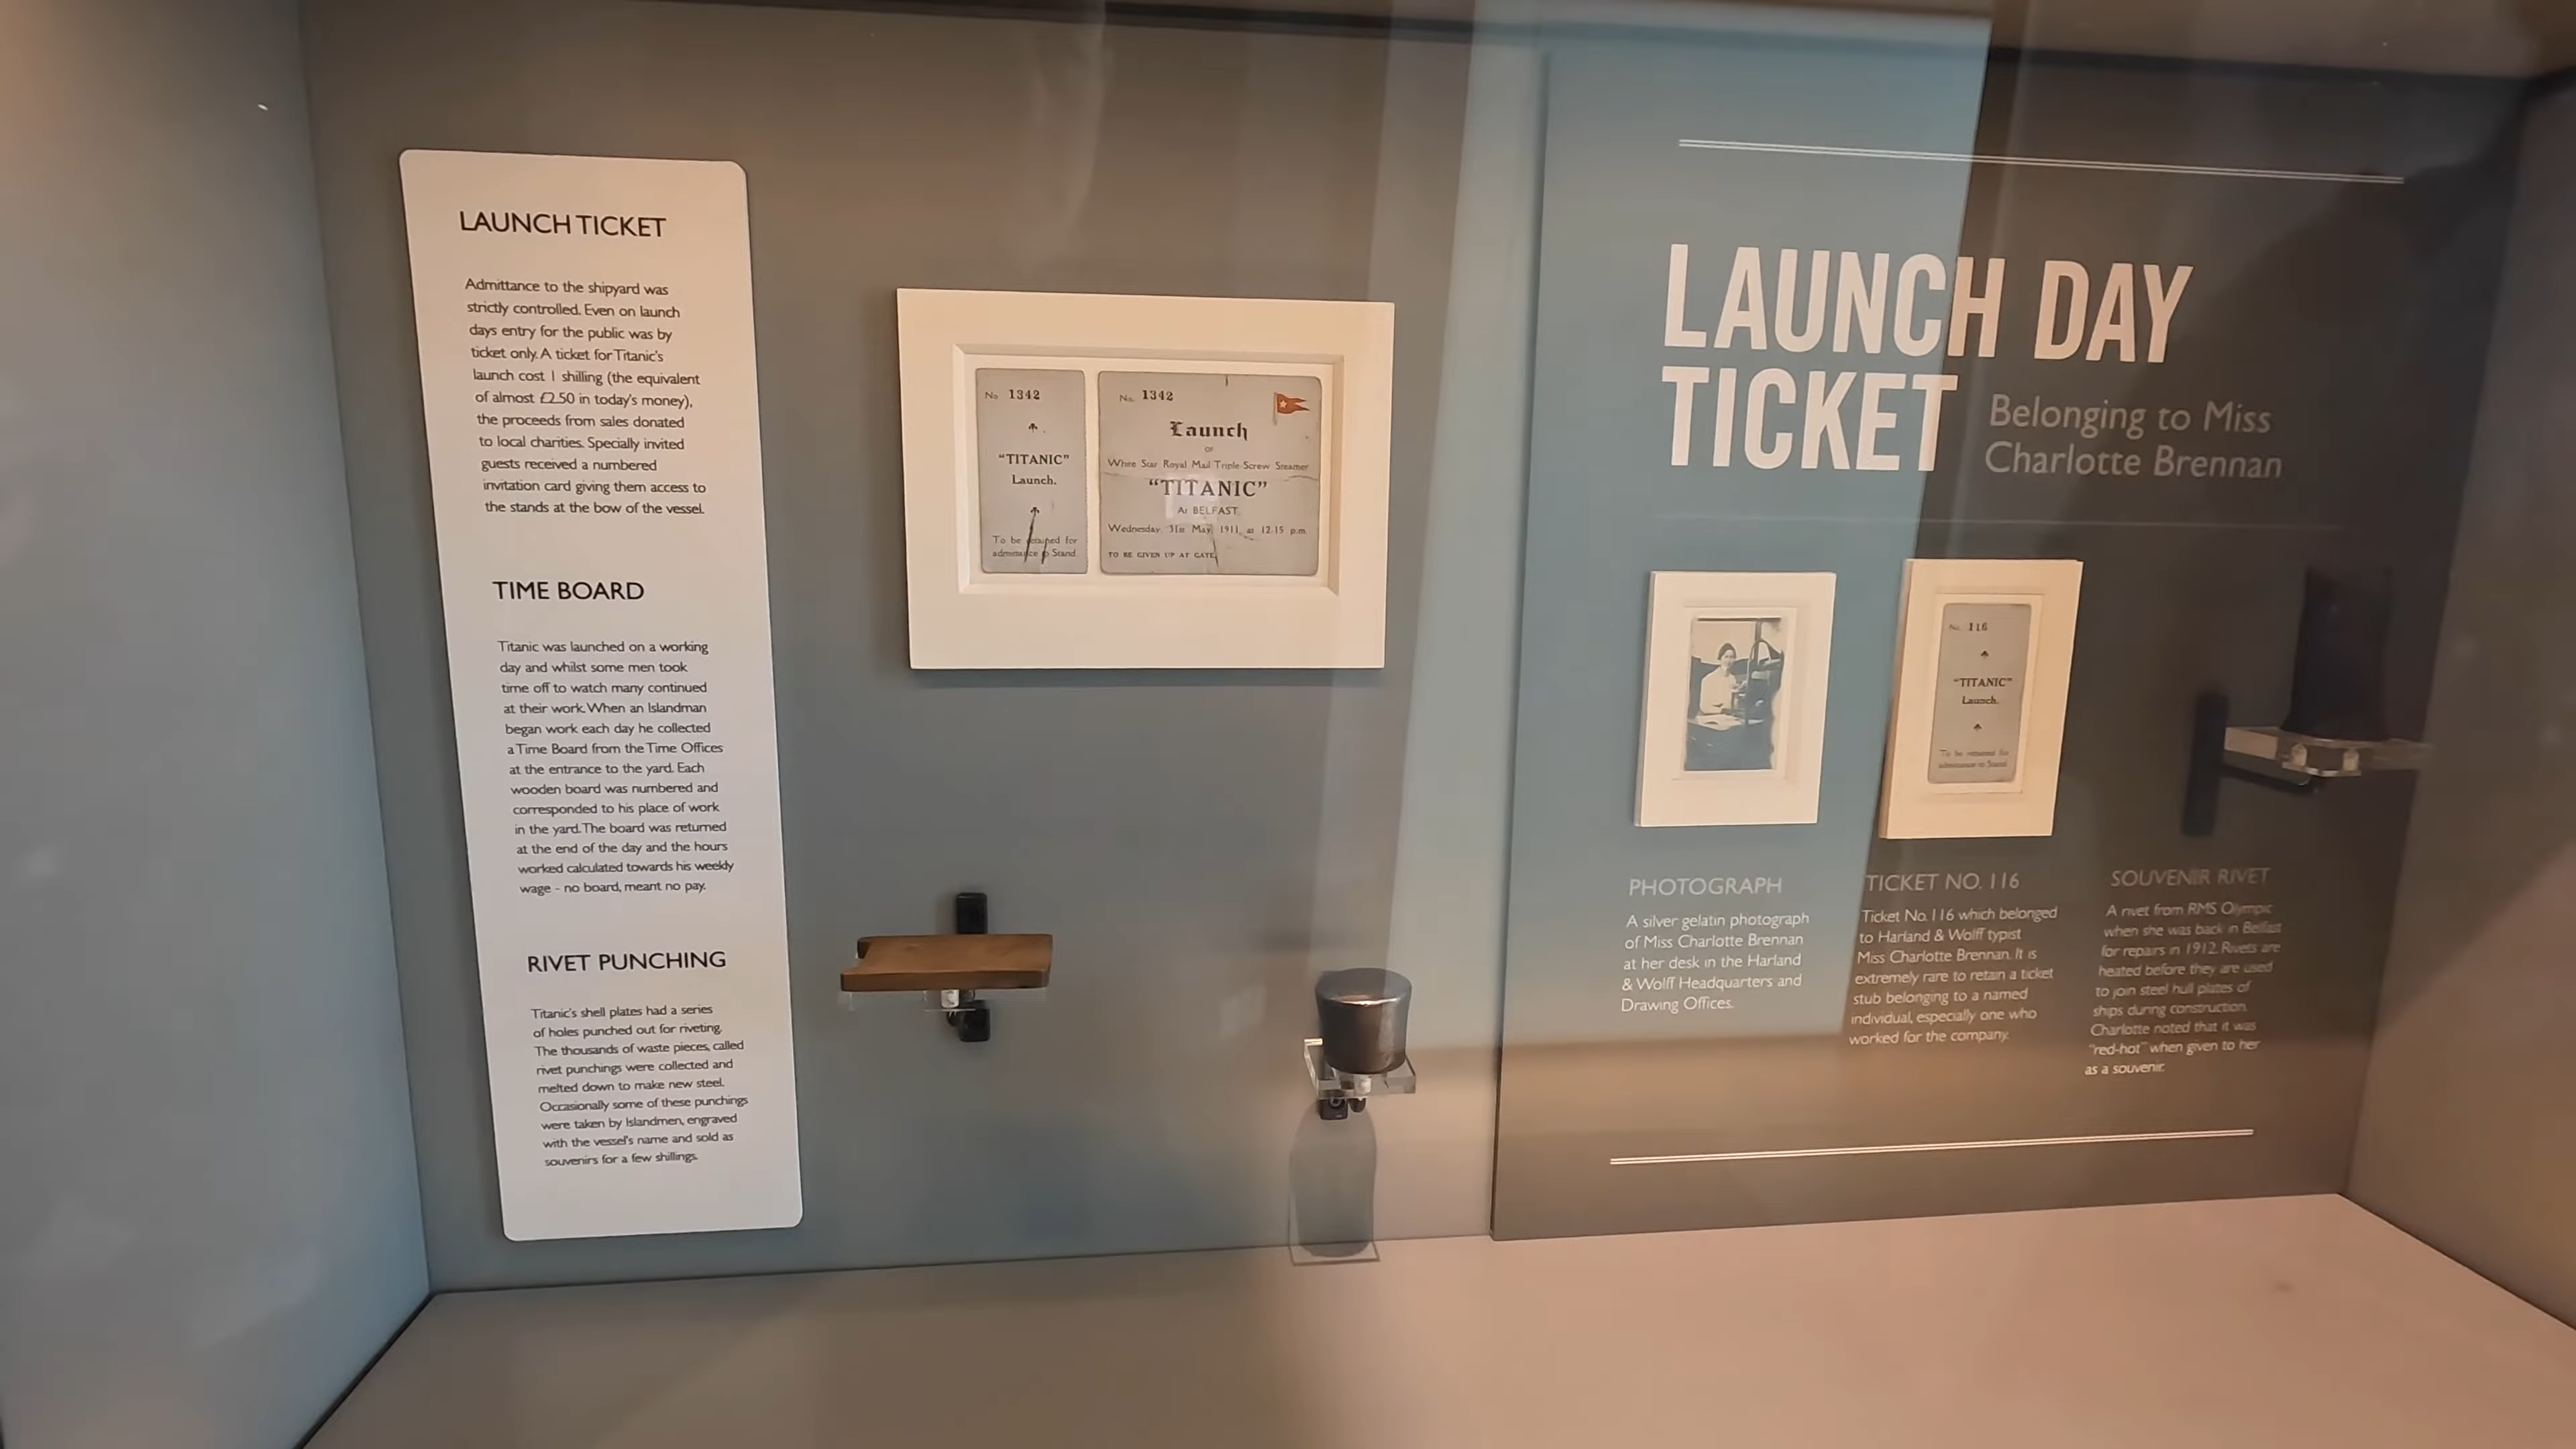 LAUNCH TICKET
Admittance to the shipyard was
strictly controlled. Even on launch
days entry for the public was by
ticket only. A ticket for Titanic's
launch cost 1 shilling (the equivalent
of almost £2.50 in today's money),
the proceeds from sales donated
to local charities. Specially invited
guests received a numbered
invitation card giving them access to
the stands at the bow of the vessel.
TIME BOARD
Titanic was launched on a working
day and whilst some men took
time off to watch many continued
at their work. When an Islandman
began work each day he collected
a Time Board from the Time Offices
at the entrance to the yard. Each
wooden board was numbered and
corresponded to his place of work
in the yard. The board was returned
at the end of the day and the hours
worked calculated towards his weekly
wage - no board, meant no pay.
RIVET PUNCHING
Titanic's shell plates had a series
of holes punched out for riveting.
The thousands of waste pieces, called
rivet punchings were collected and
melted down to make new steel.
Occasionally some of these punchings
were taken by Islandmen, engraved
with the vessel's name and sold as
souvenirs for a few shillings.
No 1342
"TITANIC"
Launch.
To be retained for
admittance to Stand.
No. 1342
Launch
OF
White Star Royal Mail Triple-Screw Steamer
"TITANIC"
At BELFAST,
Wednesday, 31st May, 1911, at 12.15 p.m.
TO BE GIVEN UP AT GATE.
LAUNCH DAY
TICKET
Belonging to Miss
Charlotte Brennan
No. 116
"TITANIC"
Launch.
To be returned for
admittance to Stand
PHOTOGRAPH
A silver gelatin photograph
of Miss Charlotte Brennan
at her desk in the Harland
& Wolff Headquarters and
Drawing Offices.
TICKET NO. 116
Ticket No. 116 which belonged
to Harland & Wolff typist
Miss Charlotte Brennan. It is
extremely rare to retain a ticket
stub belonging to a named
individual, especially one who
worked for the company.
SOUVENIR RIVET
A rivet from RMS Olympic
when she was back in Belfast
for repairs in 1912. Rivets are
heated before they are used
to join steel hull plates of
ships during construction.
Charlotte noted that it was
"red-hot" when given to her
as a souvenir.